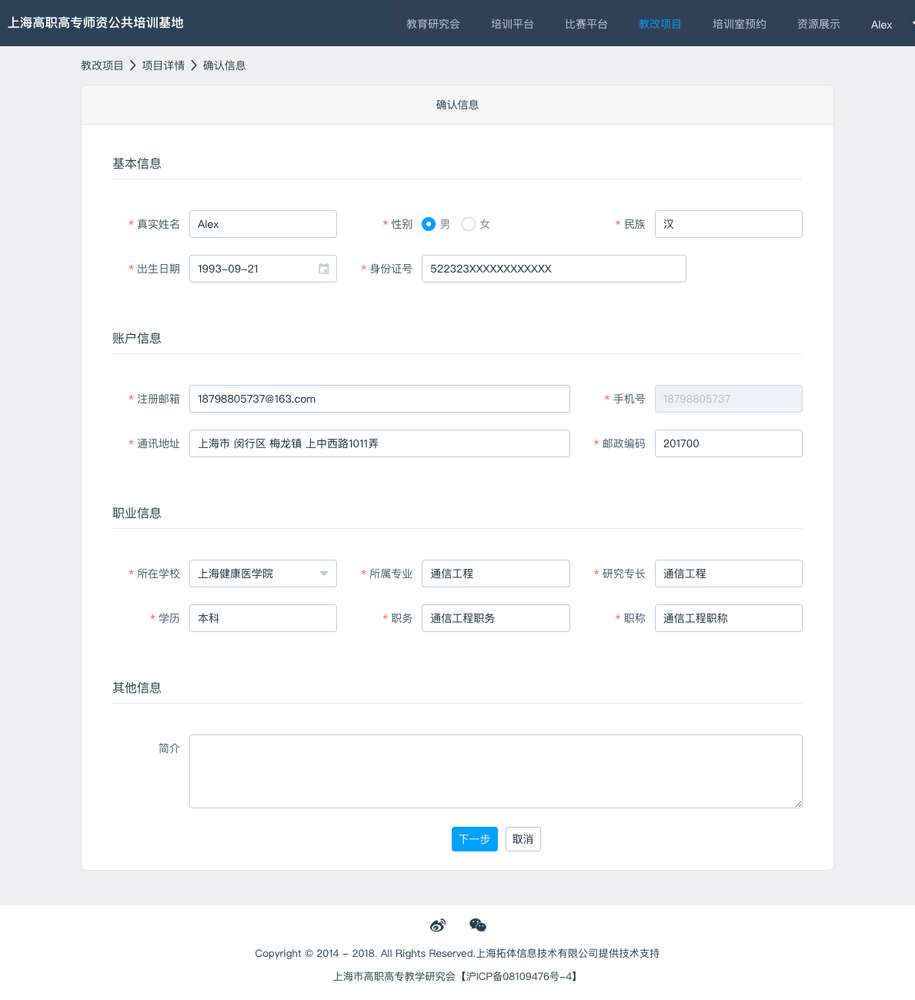 上海高职高专师资公共培训基地 教育研究会 培训平台 比赛平台 教改项目 培训室预约 资源展示 Alex
教改项目 > 项目详情 > 确认信息
确认信息
基本信息
* 真实姓名 Alex * 性别 男 女 * 民族 汉
* 出生日期 1993-09-21 * 身份证号 522323XXXXXXXXXXXX
账户信息
* 注册邮箱 18798805737@163.com * 手机号 18798805737
* 通讯地址 上海市 闵行区 梅龙镇 上中西路1011弄 * 邮政编码 201700
职业信息
* 所在学校 上海健康医学院 * 所属专业 通信工程 * 研究专长 通信工程
* 学历 本科 * 职务 通信工程职务 * 职称 通信工程职称
其他信息
简介
下一步 取消
Copyright © 2014 - 2018. All Rights Reserved.上海拓体信息技术有限公司提供技术支持
上海市高职高专教学研究会【沪ICP备08109476号-4】